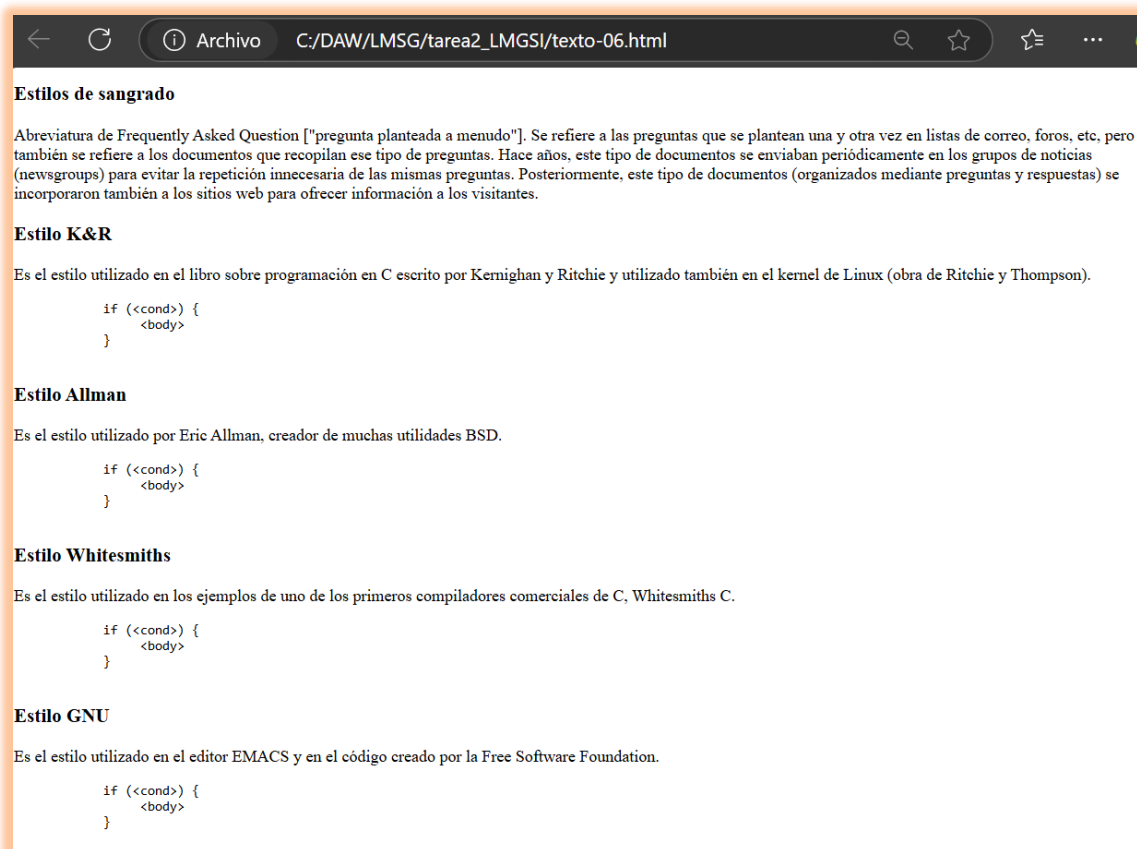 Archivo C:/DAW/LMSG/tarea2_LMGSI/texto-06.html
Estilos de sangrado
Abreviatura de Frequently Asked Question ["pregunta planteada a menudo"]. Se refiere a las preguntas que se plantean una y otra vez en listas de correo, foros, etc, pero
también se refiere a los documentos que recopilan ese tipo de preguntas. Hace años, este tipo de documentos se enviaban periódicamente en los grupos de noticias
(newsgroups) para evitar la repetición innecesaria de las mismas preguntas. Posteriormente, este tipo de documentos (organizados mediante preguntas y respuestas) se
incorporaron también a los sitios web para ofrecer información a los visitantes.
Estilo K&R
Es el estilo utilizado en el libro sobre programación en C escrito por Kernighan y Ritchie y utilizado también en el kernel de Linux (obra de Ritchie y Thompson).
if (<cond>) {
<body>
}
Estilo Allman
Es el estilo utilizado por Eric Allman, creador de muchas utilidades BSD.
if (<cond>) {
<body>
}
Estilo Whitesmiths
Es el estilo utilizado en los ejemplos de uno de los primeros compiladores comerciales de C, Whitesmiths C.
if (<cond>) {
<body>
}
Estilo GNU
Es el estilo utilizado en el editor EMACS y en el código creado por la Free Software Foundation.
if (<cond>) {
<body>
}